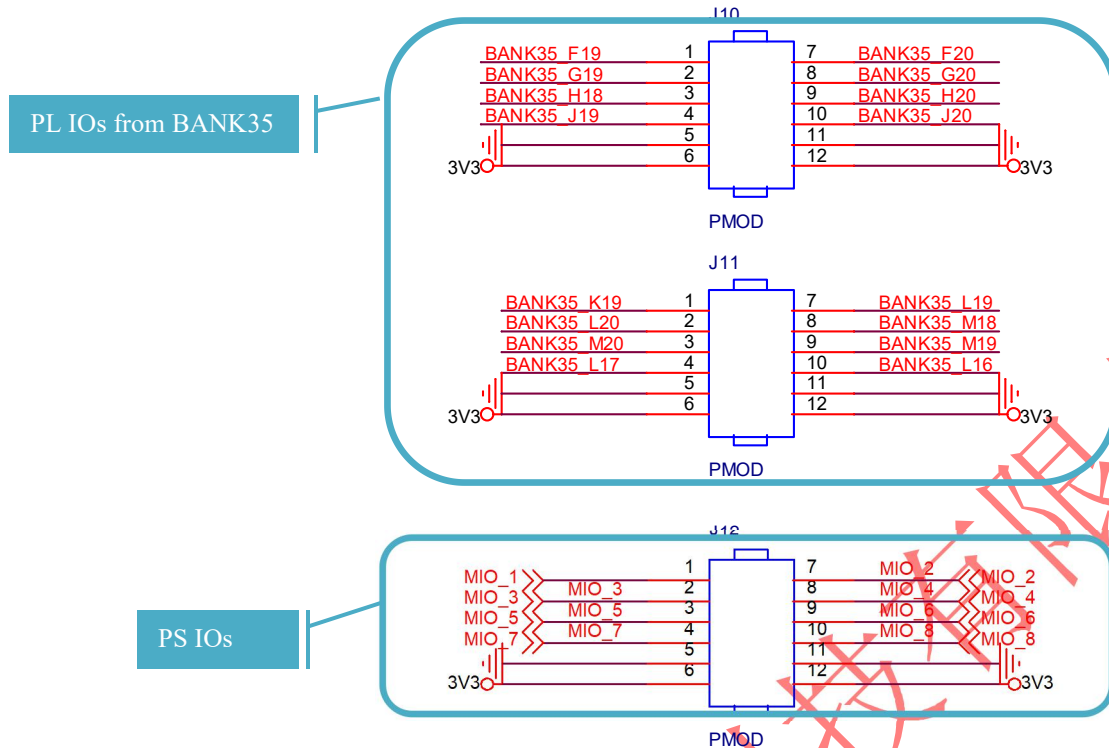 J10
BANK35_F19 1 7 BANK35_F20
BANK35_G19 2 8 BANK35_G20
BANK35_H18 3 9 BANK35_H20
BANK35_J19 4 10 BANK35_J20
5 11
3V3 6 12 3V3
PMOD
PL IOs from BANK35
J11
BANK35_K19 1 7 BANK35_L19
BANK35_L20 2 8 BANK35_M18
BANK35_M20 3 9 BANK35_M19
BANK35_L17 4 10 BANK35_L16
5 11
3V3 6 12 3V3
PMOD
J12
MIO_1 1 7 MIO_2 MIO_2
MIO_3 MIO_3 2 8 MIO_4 MIO_4
MIO_5 MIO_5 3 9 MIO_6 MIO_6
MIO_7 MIO_7 4 10 MIO_8 MIO_8
5 11
3V3 6 12 3V3
PMOD
PS IOs
技有限